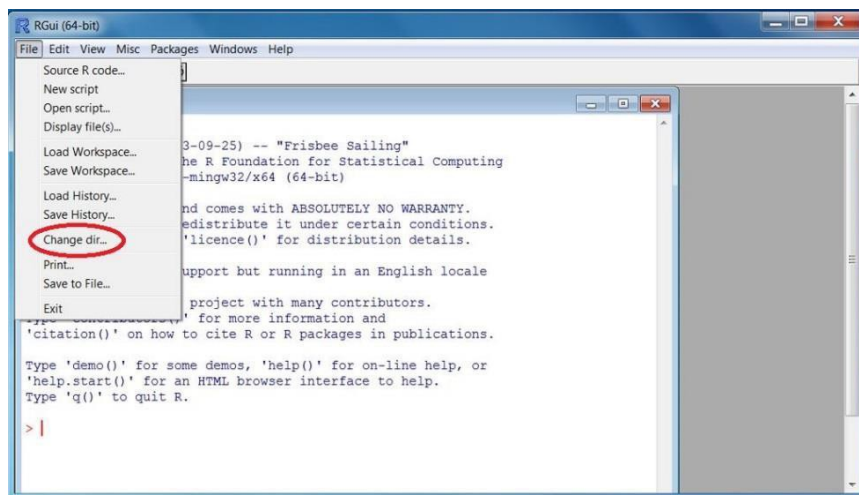 RGui (64-bit)
File Edit View Misc Packages Windows Help
Source R code...
New script
Open script...
Display file(s)...
Load Workspace...
Save Workspace...
Load History...
Save History...
Change dir...
Print...
Save to File...
Exit
3-09-25) -- "Frisbee Sailing"
he R Foundation for Statistical Computing
-mingw32/x64 (64-bit)
nd comes with ABSOLUTELY NO WARRANTY.
edistribute it under certain conditions.
'licence()' for distribution details.
upport but running in an English locale
project with many contributors.
' for more information and
'citation()' on how to cite R or R packages in publications.
Type 'demo()' for some demos, 'help()' for on-line help, or
'help.start()' for an HTML browser interface to help.
Type 'q()' to quit R.
>